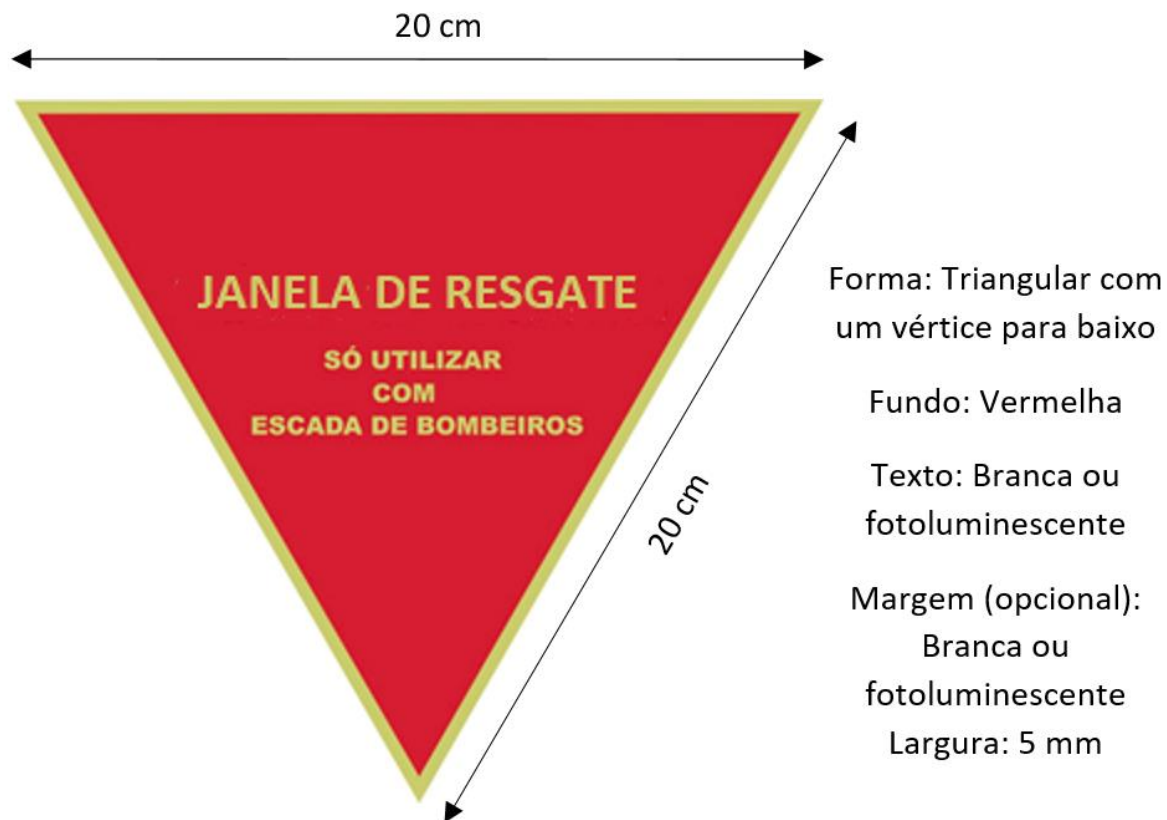 20 cm
JANELA DE RESGATE
SÓ UTILIZAR
COM
ESCADA DE BOMBEIROS
20 cm
Forma: Triangular com
um vértice para baixo
Fundo: Vermelha
Texto: Branca ou
fotoluminescente
Margem (opcional):
Branca ou
fotoluminescente
Largura: 5 mm